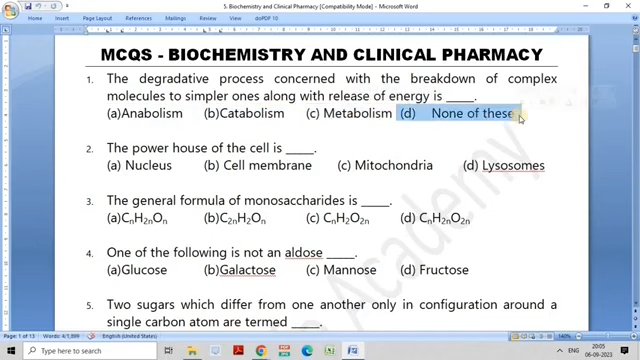 5. Biochemistry and Clinical Pharmacy [Compatibility Mode] - Microsoft Word
Home Insert Page Layout References Mailings Review View doPDF 10
MCQS - BIOCHEMISTRY AND CLINICAL PHARMACY
1. The degradative process concerned with the breakdown of complex
molecules to simpler ones along with release of energy is ____.
(a)Anabolism (b)Catabolism (c) Metabolism (d) None of these
2. The power house of the cell is ____.
(a) Nucleus (b) Cell membrane (c) Mitochondria (d) Lysosomes
3. The general formula of monosaccharides is ____.
(a)CₙH₂ₙOₙ (b)C₂ₙH₂Oₙ (c) CₙH₂O₂ₙ (d) CₙH₂ₙO₂ₙ
4. One of the following is not an aldose ____.
(a)Glucose (b)Galactose (c) Mannose (d) Fructose
5. Two sugars which differ from one another only in configuration around a
single carbon atom are termed ____.
Academy
Page: 1 of 13 Words: 4/1,899 English (U.S.) 140%
Type here to search
ENG 20:05
06-09-2023